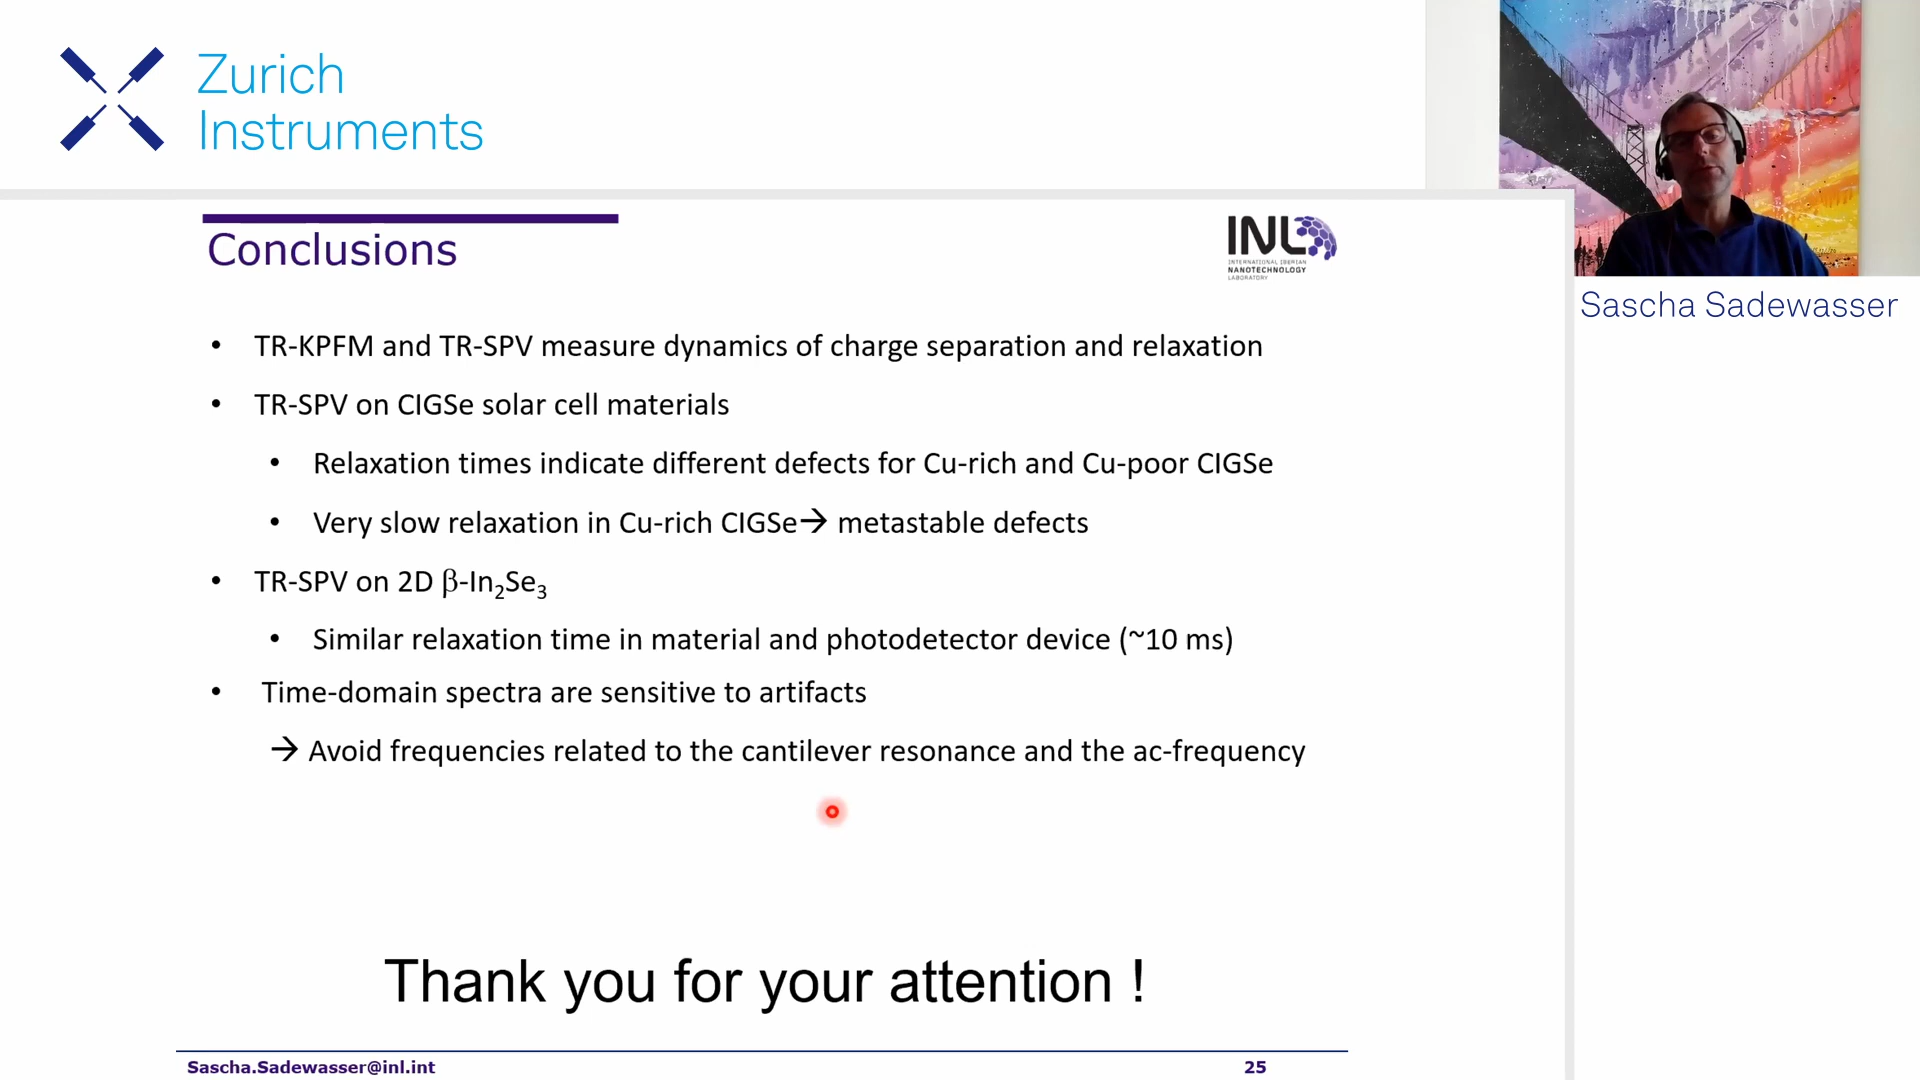 Zurich
Instruments
Conclusions
INL
INTERNATIONAL IBERIAN
NANOTECHNOLOGY
LABORATORY
Sascha Sadewasser
• TR-KPFM and TR-SPV measure dynamics of charge separation and relaxation
• TR-SPV on CIGSe solar cell materials
• Relaxation times indicate different defects for Cu-rich and Cu-poor CIGSe
• Very slow relaxation in Cu-rich CIGSe→ metastable defects
• TR-SPV on 2D β-In₂Se₃
• Similar relaxation time in material and photodetector device (~10 ms)
• Time-domain spectra are sensitive to artifacts
→ Avoid frequencies related to the cantilever resonance and the ac-frequency
Thank you for your attention !
Sascha.Sadewasser@inl.int
25